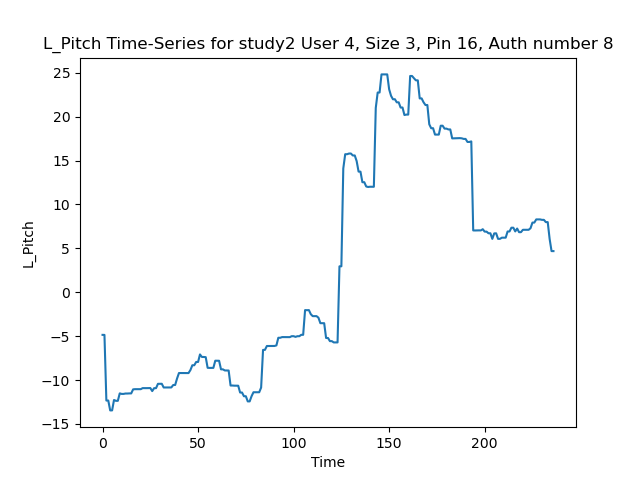 L_Pitch Time-Series for study2 User 4, Size 3, Pin 16, Auth number 8
25
20
15
10
5
0
−5
−10
−15
L_Pitch
0 50 100 150 200
Time